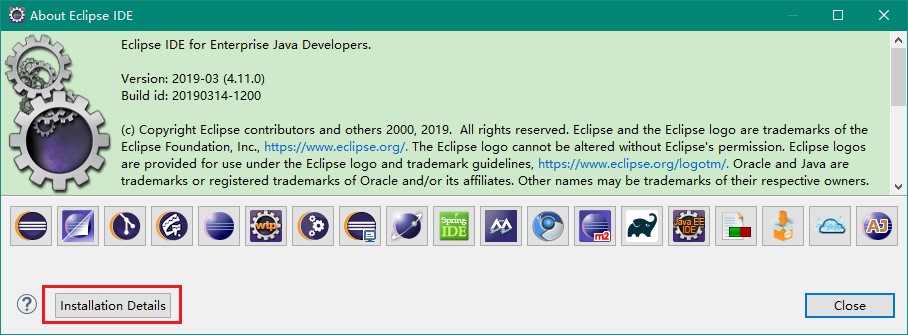 About Eclipse IDE
Eclipse IDE for Enterprise Java Developers.
Version: 2019-03 (4.11.0)
Build id: 20190314-1200
(c) Copyright Eclipse contributors and others 2000, 2019.  All rights reserved. Eclipse and the Eclipse logo are trademarks of the
Eclipse Foundation, Inc., https://www.eclipse.org/. The Eclipse logo cannot be altered without Eclipse's permission. Eclipse logos
are provided for use under the Eclipse logo and trademark guidelines, https://www.eclipse.org/logotm/. Oracle and Java are
trademarks or registered trademarks of Oracle and/or its affiliates. Other names may be trademarks of their respective owners.
wtp
Spring
IDE
m2
Java EE
IDE
AJ
?
Installation Details
Close